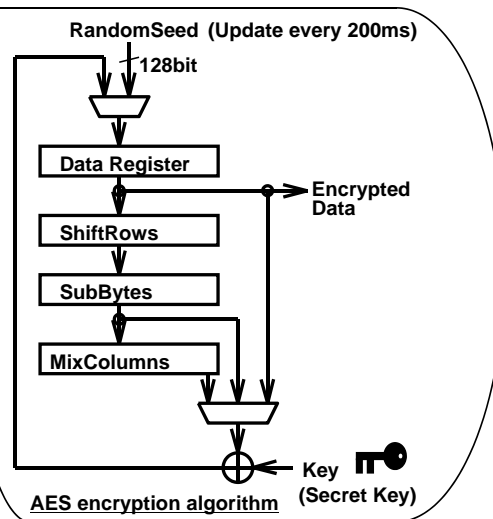 RandomSeed (Update every 200ms)
128bit
Data Register
Encrypted
Data
ShiftRows
SubBytes
MixColumns
Key
(Secret Key)
AES encryption algorithm